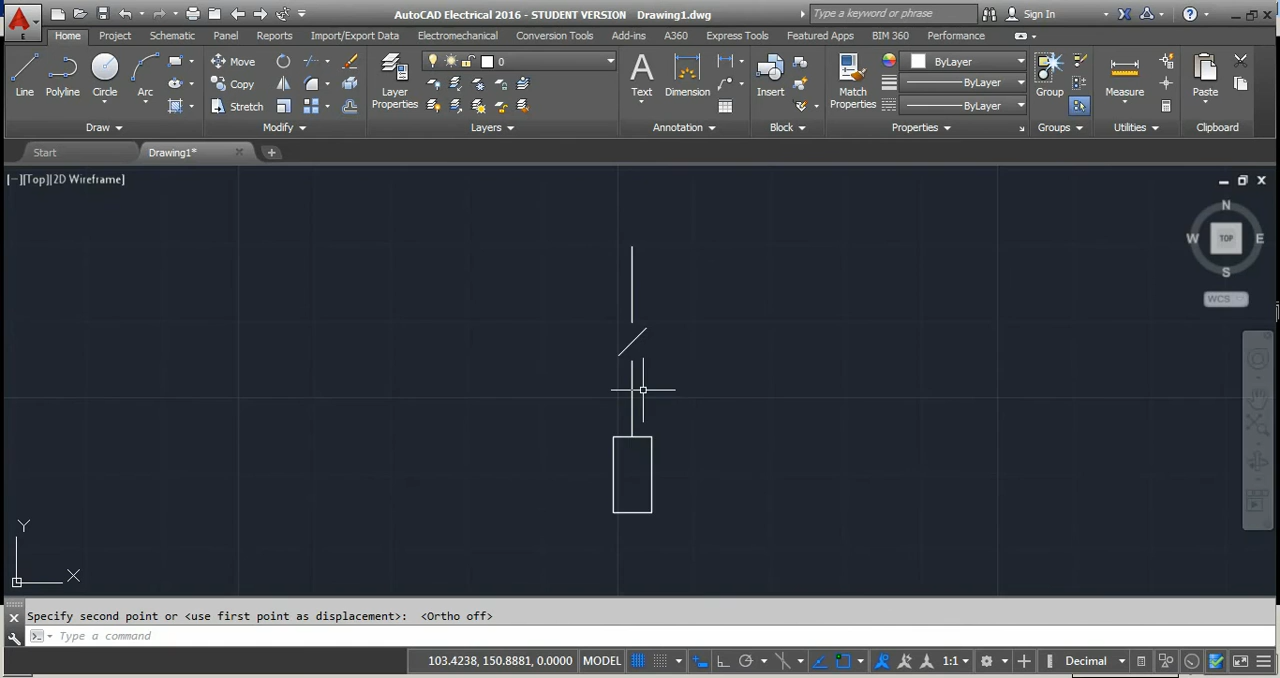 AutoCAD Electrical 2016 - STUDENT VERSION Drawing1.dwg
Type a keyword or phrase
Sign In
Home Project Schematic Panel Reports Import/Export Data Electromechanical Conversion Tools Add-ins A360 Express Tools Featured Apps BIM 360 Performance
Line Polyline Circle Arc
Move
Copy
Stretch
Layer Properties
0
Text Dimension
Insert
Match Properties
ByLayer
ByLayer
ByLayer
Group
Measure
Paste
Draw Modify Layers Annotation Block Properties Groups Utilities Clipboard
Start Drawing1*
[−][Top][2D Wireframe]
N
W TOP E
S
WCS
Y
X
Specify second point or <use first point as displacement>: <Ortho off>
Type a command
103.4238, 150.8881, 0.0000 MODEL 1:1 Decimal